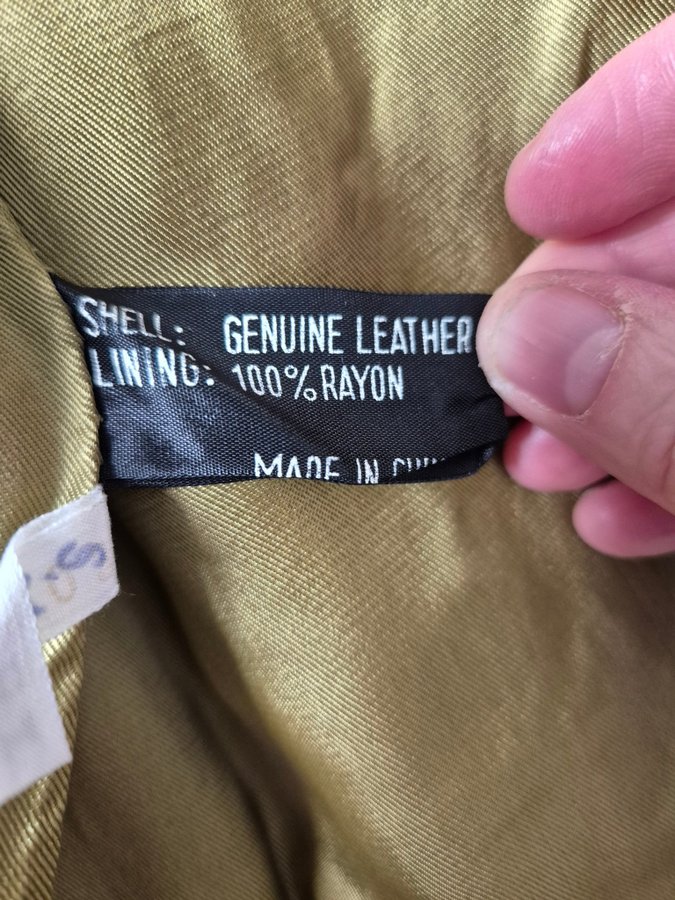 SHELL: GENUINE LEATHER
LINING: 100% RAYON
MADE IN